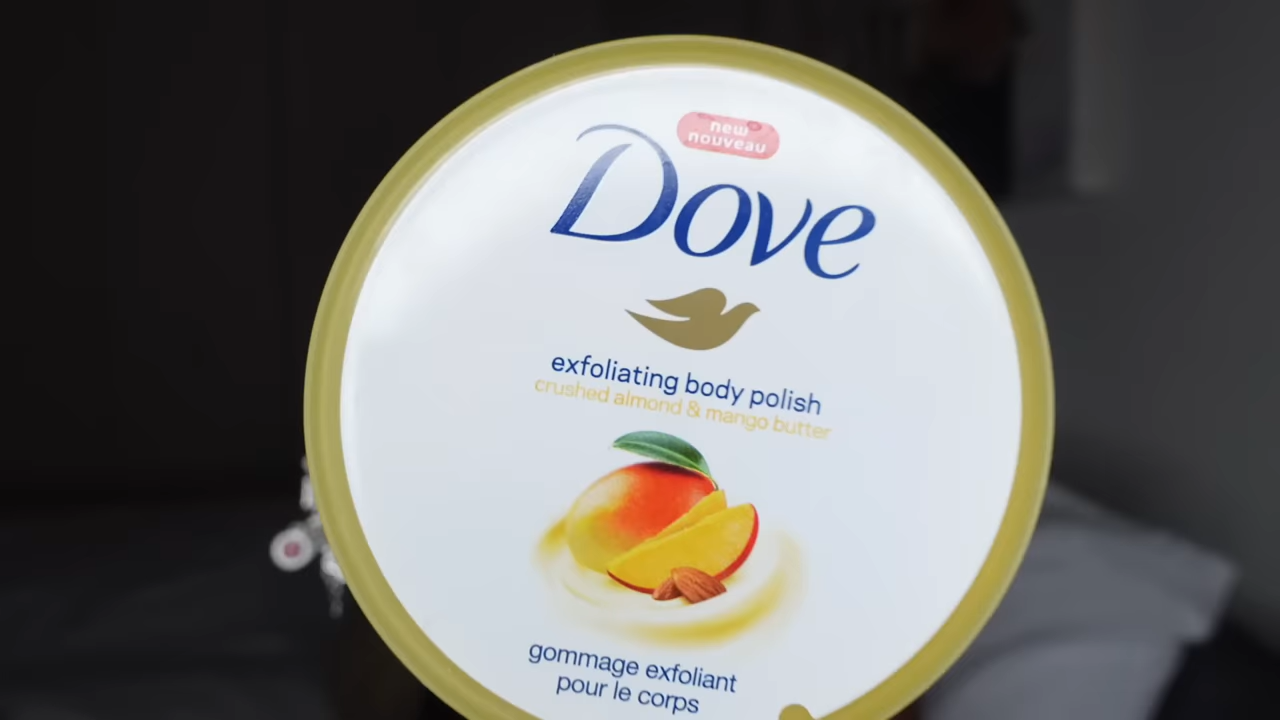 new
nouveau
Dove
exfoliating body polish
crushed almond & mango butter
gommage exfoliant
pour le corps